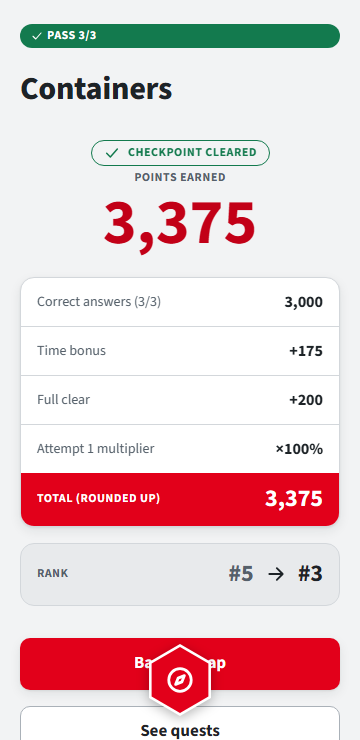 PASS 3/3
Containers
CHECKPOINT CLEARED
POINTS EARNED
3,375
Correct answers (3/3) 3,000
Time bonus +175
Full clear +200
Attempt 1 multiplier ×100%
TOTAL (ROUNDED UP) 3,375
RANK #5 → #3
See quests